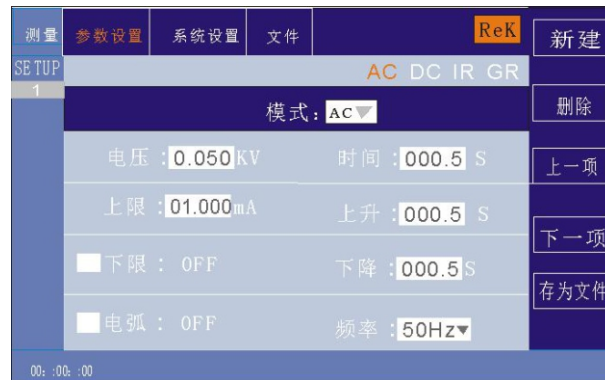 测量 参数设置 系统设置 文件 ReK 新建
SETUP AC DC IR GR
1
模式：AC 删除
电压：0.050KV 时间：000.5 S 上一项
上限：01.000mA 上升：000.5 S
下一项
下限：OFF 下降：000.5S
存为文件
电弧：OFF 频率：50Hz
00：00：00